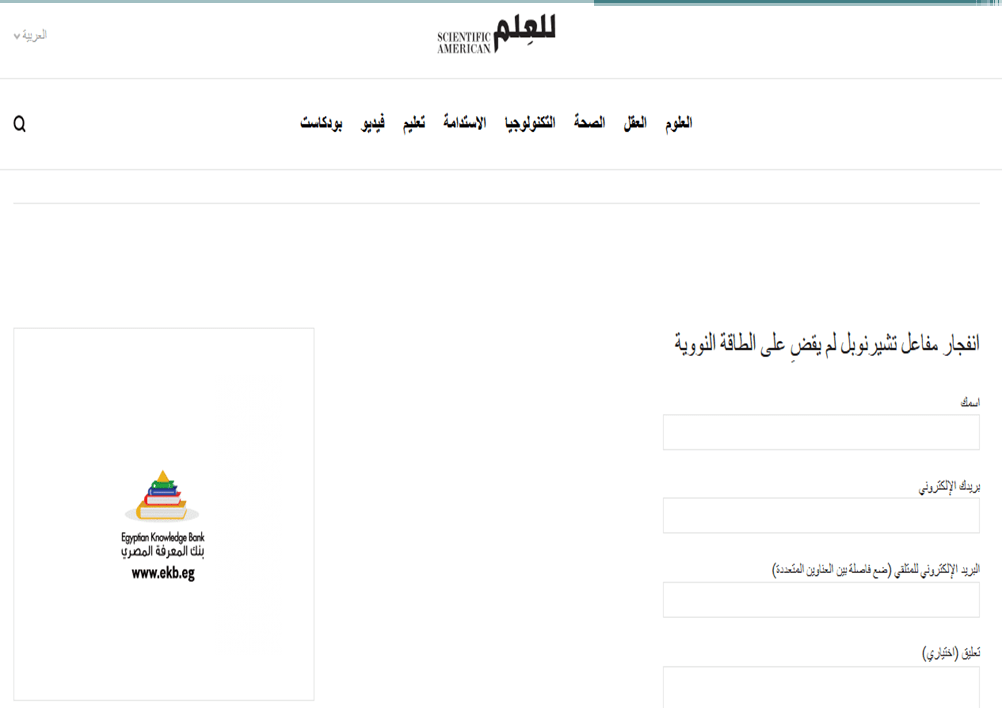 العربية
للعِلم
SCIENTIFIC
AMERICAN
العلوم العقل الصحة التكنولوجيا الاستدامة تعليم فيديو بودكاست
انفجار مفاعل تشيرنوبل لم يقضِ على الطاقة النووية
اسمك
بريدك الإلكتروني
البريد الإلكتروني للمتلقي (ضع فاصلة بين العناوين المتعددة)
تعليق (اختياري)
Egyptian Knowledge Bank
بنك المعرفة المصري
www.ekb.eg